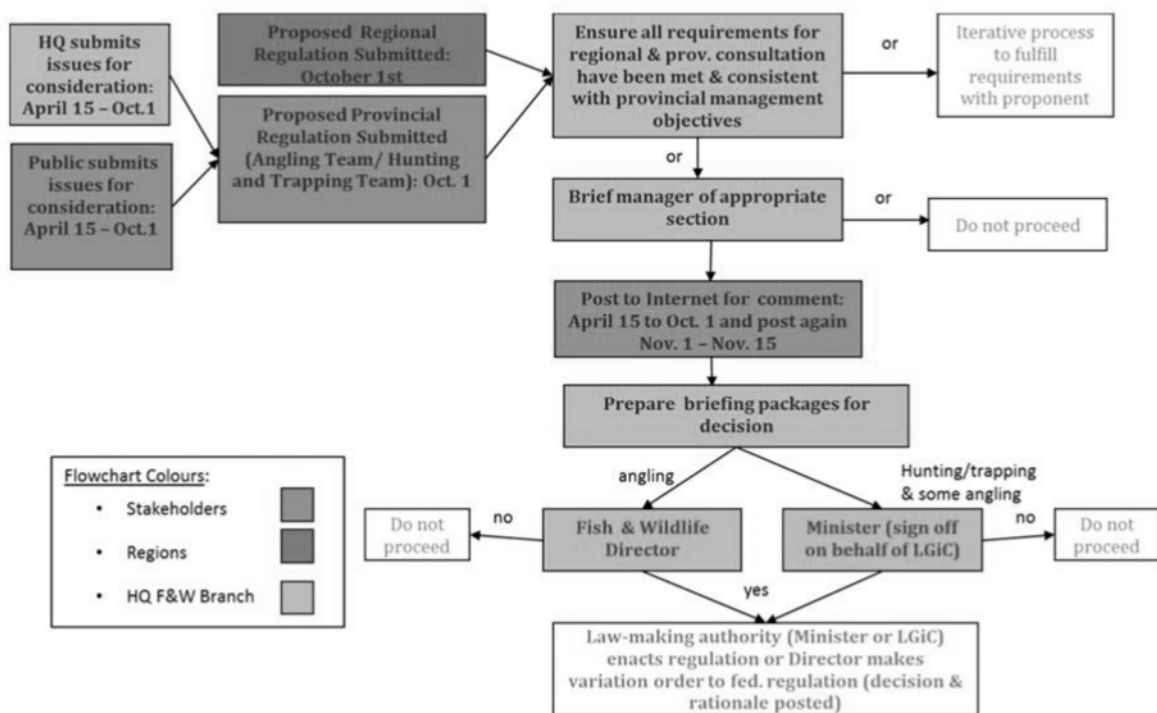 HQ submits
issues for
consideration:
April 15 – Oct.1
Public submits
issues for
consideration:
April 15 – Oct.1
Proposed Regional
Regulation Submitted:
October 1st
Proposed Provincial
Regulation Submitted
(Angling Team/ Hunting
and Trapping Team): Oct. 1
Ensure all requirements for
regional & prov. consultation
have been met & consistent
with provincial management
objectives
or
Iterative process
to fulfill
requirements
with proponent
or
Brief manager of appropriate
section
or
Do not proceed
Post to Internet for comment:
April 15 to Oct. 1 and post again
Nov. 1 – Nov. 15
Prepare briefing packages for
decision
angling
Hunting/trapping
& some angling
Do not
proceed
no
Fish & Wildlife
Director
Minister (sign off
on behalf of LGiC)
no
Do not
proceed
yes
Law-making authority (Minister or LGiC)
enacts regulation or Director makes
variation order to fed. regulation (decision &
rationale posted)
Flowchart Colours:
• Stakeholders
• Regions
• HQ F&W Branch